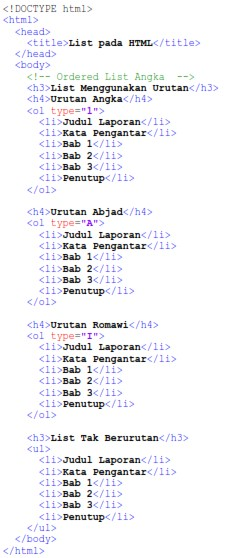 <!DOCTYPE html>
<html>
  <head>
    <title>List pada HTML</title>
  </head>
  <body>
    <!-- Ordered List Angka  -->
    <h3>List Menggunakan Urutan</h3>
    <h4>Urutan Angka</h4>
    <ol type="1">
      <li>Judul Laporan</li>
      <li>Kata Pengantar</li>
      <li>Bab 1</li>
      <li>Bab 2</li>
      <li>Bab 3</li>
      <li>Penutup</li>
    </ol>

    <h4>Urutan Abjad</h4>
    <ol type="A">
      <li>Judul Laporan</li>
      <li>Kata Pengantar</li>
      <li>Bab 1</li>
      <li>Bab 2</li>
      <li>Bab 3</li>
      <li>Penutup</li>
    </ol>

    <h4>Urutan Romawi</h4>
    <ol type="I">
      <li>Judul Laporan</li>
      <li>Kata Pengantar</li>
      <li>Bab 1</li>
      <li>Bab 2</li>
      <li>Bab 3</li>
      <li>Penutup</li>
    </ol>

    <h3>List Tak Berurutan</h3>
    <ul>
      <li>Judul Laporan</li>
      <li>Kata Pengantar</li>
      <li>Bab 1</li>
      <li>Bab 2</li>
      <li>Bab 3</li>
      <li>Penutup</li>
    </ul>
  </body>
</html>